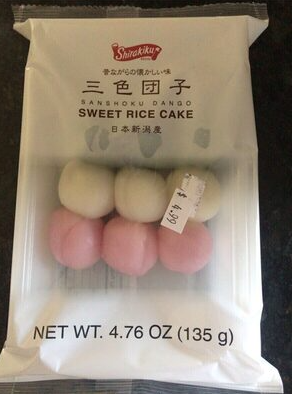 Shirakiku
昔ながらの懐かしい味
三色団子
SANSHOKU DANGO
SWEET RICE CAKE
日本新潟産
$ 4.99
NET WT. 4.76 OZ (135 g)